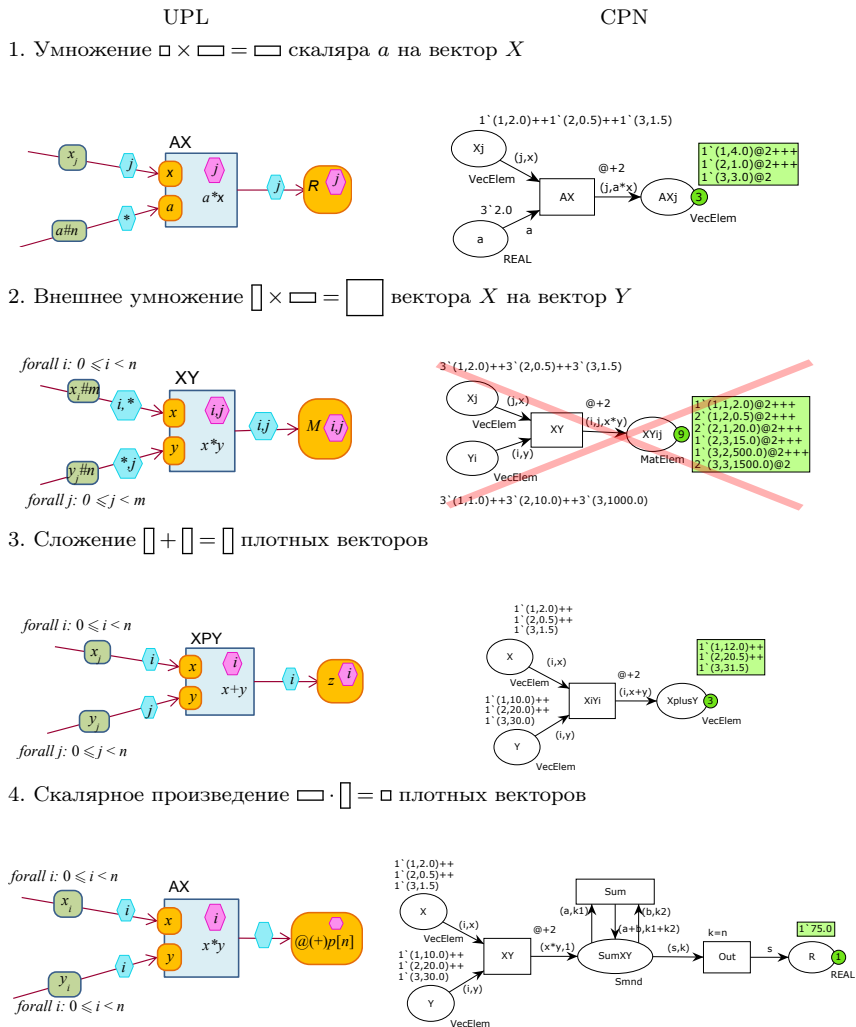 UPL
CPN
1. Умножение × = скаляра a на вектор X
AX
x_j
j
x
j
a*x
*
a
a#n
j
R
j
1`(1,2.0)++1`(2,0.5)++1`(3,1.5)
Xj
VecElem
(j,x)
3`2.0
a
REAL
a
AX
@+2
(j,a*x)
AXj
3
VecElem
1`(1,4.0)@2+++
1`(2,1.0)@2+++
1`(3,3.0)@2
2. Внешнее умножение × = вектора X на вектор Y
forall i: 0 ⩽ i < n
XY
x_i#m
i,*
x
i,j
x*y
y
*,j
y_j#n
forall j: 0 ⩽ j < m
i,j
M
i,j
3`(1,2.0)++3`(2,0.5)++3`(3,1.5)
Xj
VecElem
(j,x)
Yi
VecElem
(i,y)
XY
@+2
(i,j,x*y)
XYij
9
MatElem
1`(1,1,2.0)@2+++
2`(1,2,0.5)@2+++
1`(2,1,20.0)@2+++
1`(2,3,15.0)@2+++
1`(3,2,500.0)@2+++
2`(3,3,1500.0)@2
3`(1,1.0)++3`(2,10.0)++3`(3,1000.0)
3. Сложение + = плотных векторов
forall i: 0 ⩽ i < n
XPY
x_j
i
x
i
x+y
y
j
y_j
forall j: 0 ⩽ j < n
i
z
i
1`(1,2.0)++
1`(2,0.5)++
1`(3,1.5)
X
VecElem
(i,x)
1`(1,10.0)++
1`(2,20.0)++
1`(3,30.0)
Y
VecElem
(i,y)
XiYi
@+2
(i,x+y)
XplusY
3
VecElem
1`(1,12.0)++
1`(2,20.5)++
1`(3,31.5)
4. Скалярное произведение · = плотных векторов
forall i: 0 ⩽ i < n
AX
x_i
i
x
i
x*y
y
i
y_i
forall i: 0 ⩽ i < n
@(+)p[n]
1`(1,2.0)++
1`(2,0.5)++
1`(3,1.5)
X
VecElem
(i,x)
1`(1,10.0)++
1`(2,20.0)++
1`(3,30.0)
Y
VecElem
(i,y)
XY
@+2
(x*y,1)
Sum
(a,k1)
(b,k2)
(a+b,k1+k2)
SumXY
Smnd
(s,k)
k=n
Out
s
R
1
REAL
1`75.0